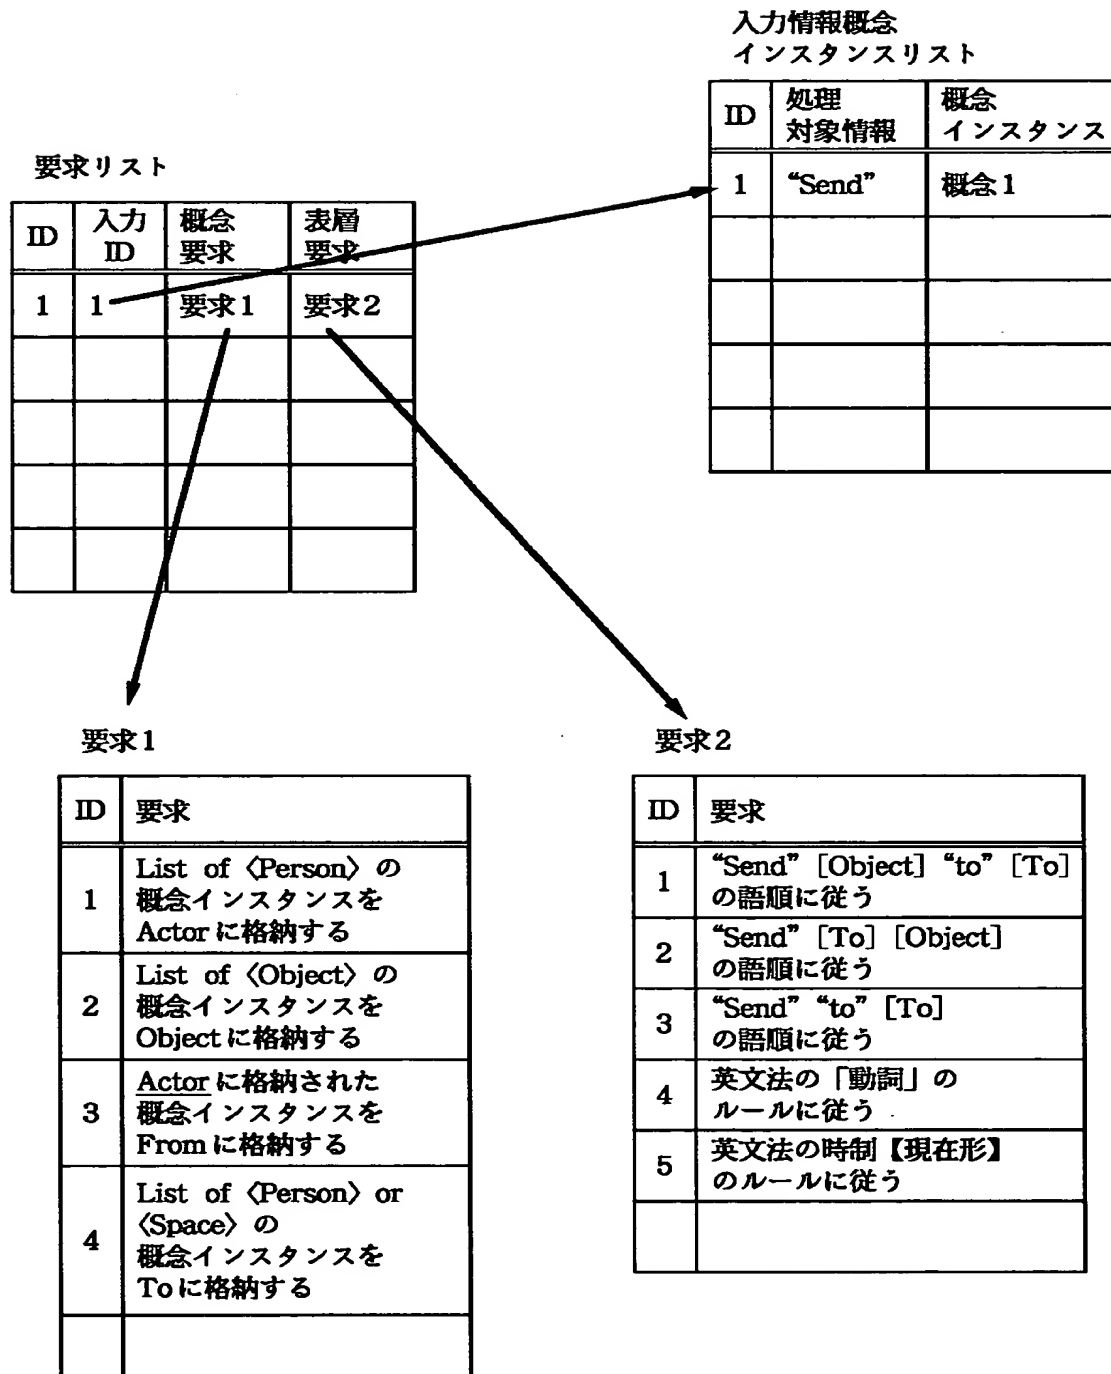 入力情報概念
インスタンスリスト
ID
処理
対象情報
概念
インスタンス
1
“Send”
概念1
要求リスト
ID
入力
ID
概念
要求
表層
要求
1
1
要求1
要求2
要求1
ID
要求
1
List of 〈Person〉の
概念インスタンスを
Actorに格納する
2
List of 〈Object〉の
概念インスタンスを
Objectに格納する
3
Actorに格納された
概念インスタンスを
Fromに格納する
4
List of 〈Person〉 or
〈Space〉の
概念インスタンスを
Toに格納する
要求2
ID
要求
1
“Send” [Object] “to” [To]
の語順に従う
2
“Send” [To] [Object]
の語順に従う
3
“Send” “to” [To]
の語順に従う
4
英文法の「動詞」の
ルールに従う
5
英文法の時制【現在形】
のルールに従う